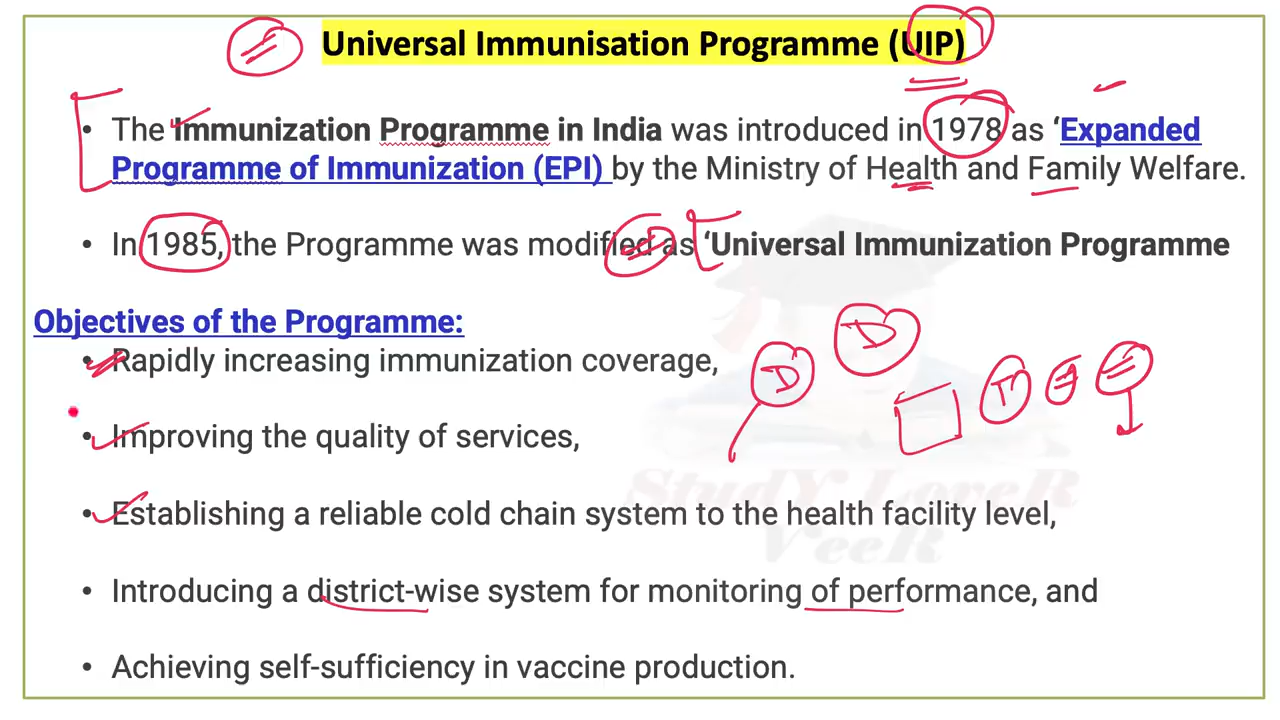 Universal Immunisation Programme (UIP)
• The Immunization Programme in India was introduced in 1978 as ‘Expanded
Programme of Immunization (EPI) by the Ministry of Health and Family Welfare.
• In 1985, the Programme was modified as ‘Universal Immunization Programme
Objectives of the Programme:
• Rapidly increasing immunization coverage,
D
D
• Improving the quality of services,
StudY LoveR
• Establishing a reliable cold chain system to the health facility level,
VeeR
• Introducing a district-wise system for monitoring of performance, and
• Achieving self-sufficiency in vaccine production.